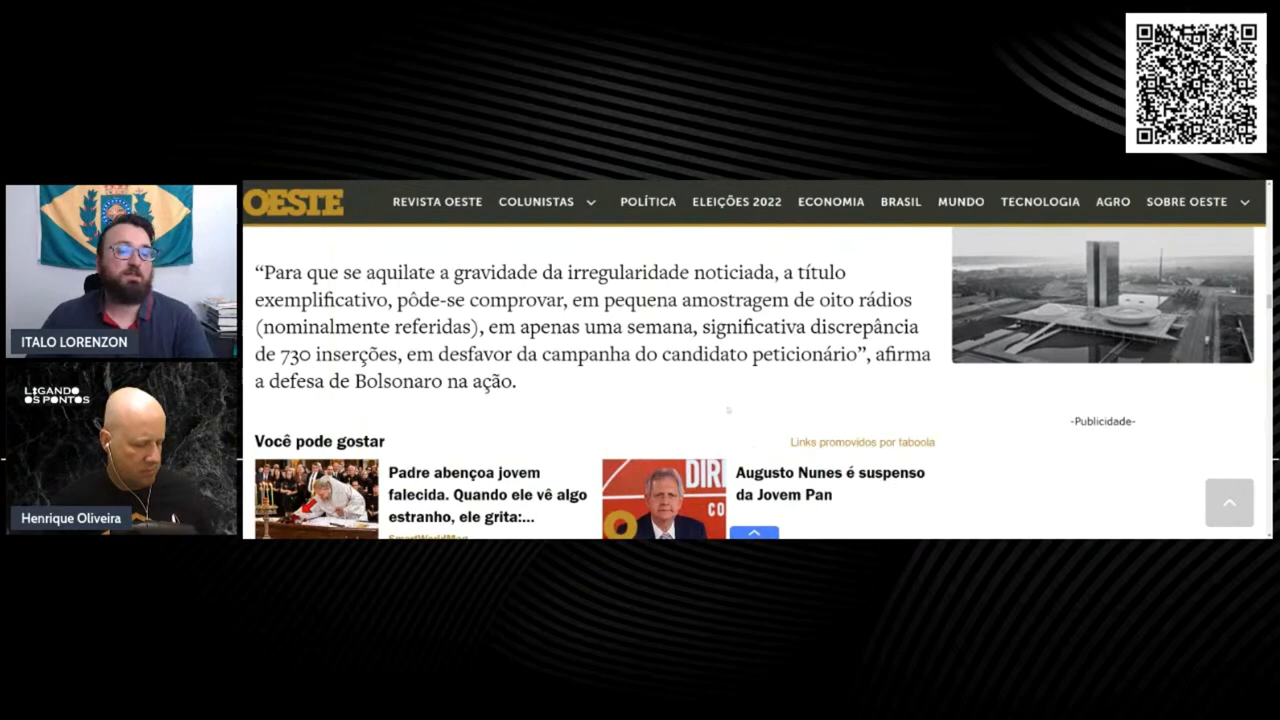 OESTE
REVISTA OESTE COLUNISTAS POLÍTICA ELEIÇÕES 2022 ECONOMIA BRASIL MUNDO TECNOLOGIA AGRO SOBRE OESTE
ITALO LORENZON
LIGANDO
OS PONTOS
Henrique Oliveira
“Para que se aquilate a gravidade da irregularidade noticiada, a título
exemplificativo, pôde-se comprovar, em pequena amostragem de oito rádios
(nominalmente referidas), em apenas uma semana, significativa discrepância
de 730 inserções, em desfavor da campanha do candidato peticionário”, afirma
a defesa de Bolsonaro na ação.
-Publicidade-
Você pode gostar
Links promovidos por taboola
Padre abençoa jovem
falecida. Quando ele vê algo
estranho, ele grita:...
SmartWorldMag
DIRE
CO
Augusto Nunes é suspenso
da Jovem Pan